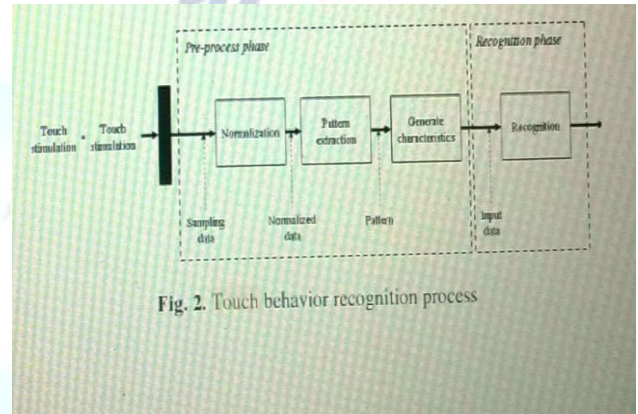 Pre-process phase
Recognition phase
Touch stimulation
Touch stimulation
Normalization
Pattern extraction
Generate characteristics
Recognition
Sampling data
Normalized data
Pattern
Input data
Fig. 2. Touch behavior recognition process